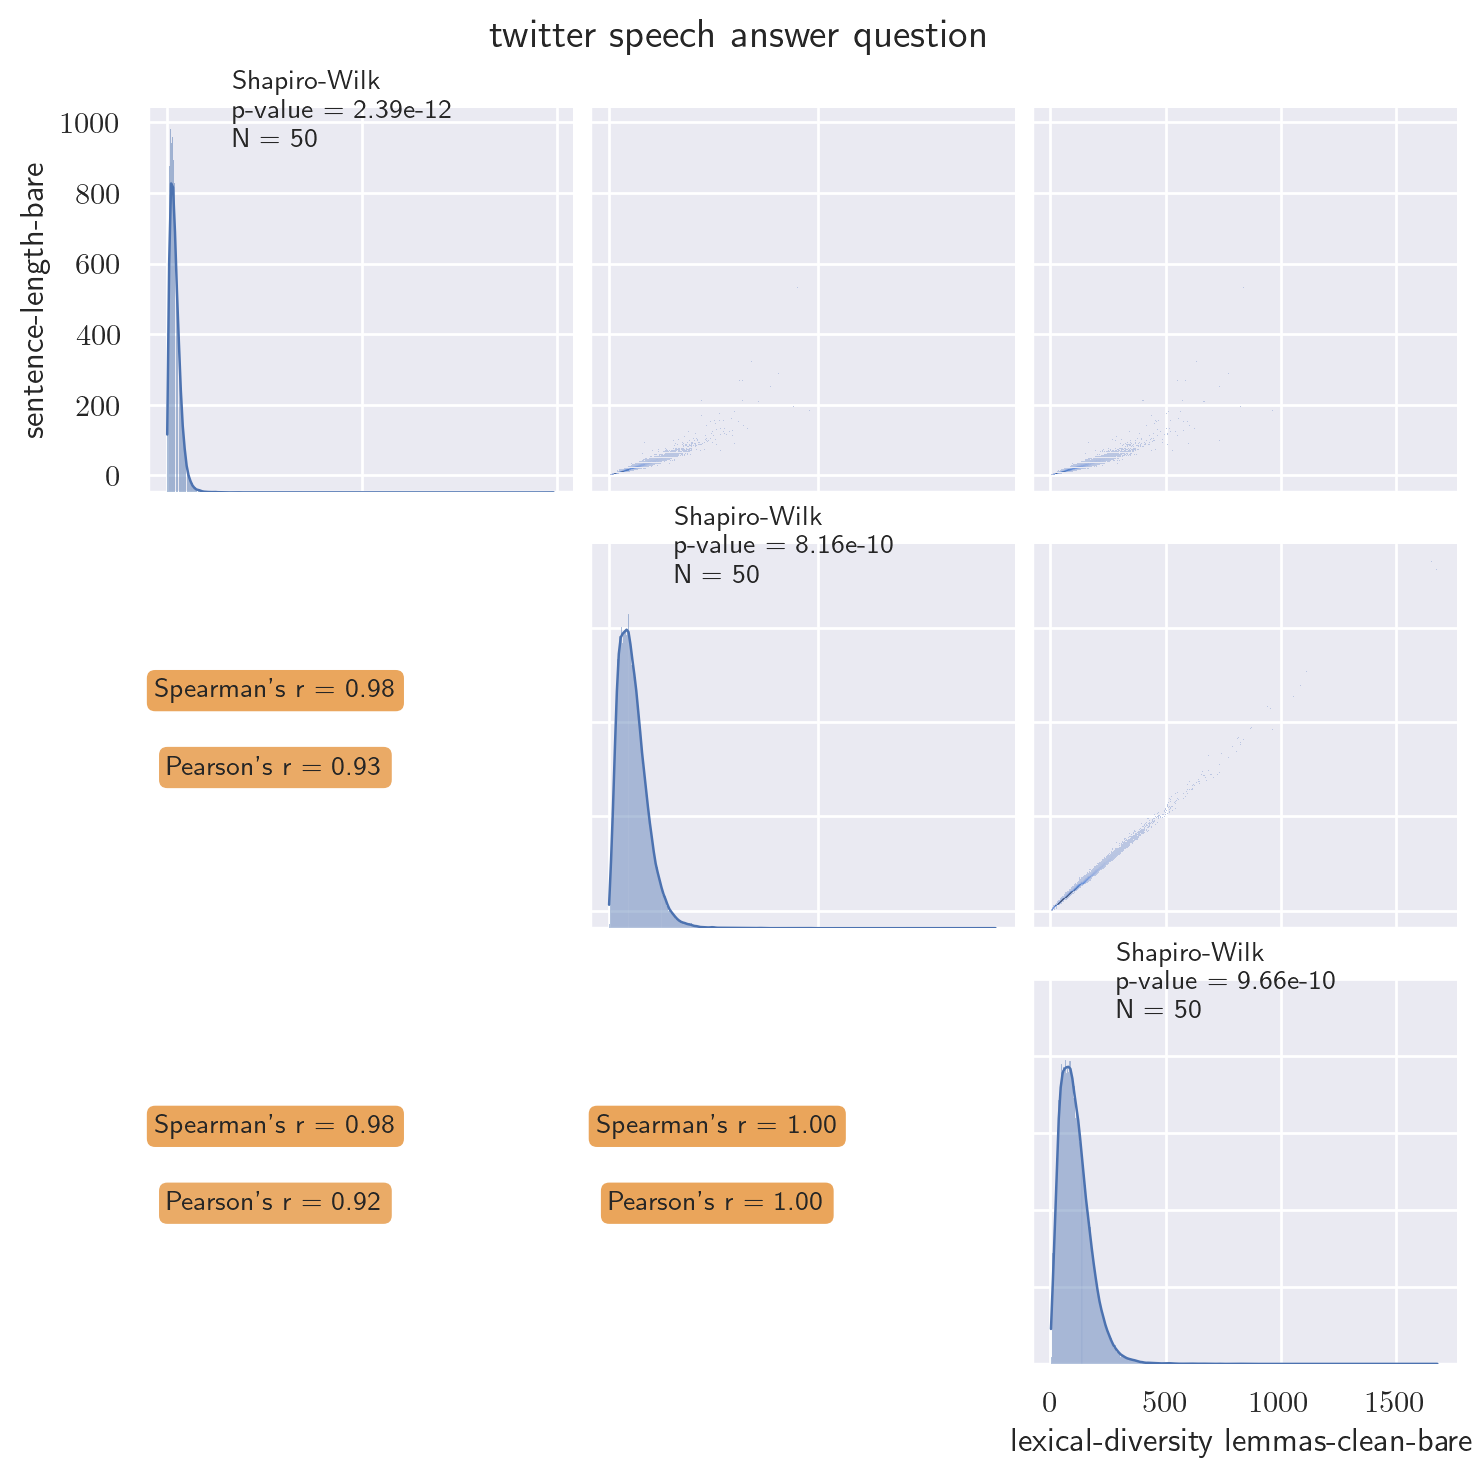 twitter speech answer question
Shapiro-Wilk
p-value = 2.39e-12
N = 50
1000
800
600
400
200
0
sentence-length-bare
Shapiro-Wilk
p-value = 8.16e-10
N = 50
Spearman's r = 0.98
Pearson's r = 0.93
Shapiro-Wilk
p-value = 9.66e-10
N = 50
Spearman's r = 0.98
Pearson's r = 0.92
Spearman's r = 1.00
Pearson's r = 1.00
0 500 1000 1500
lexical-diversity lemmas-clean-bare